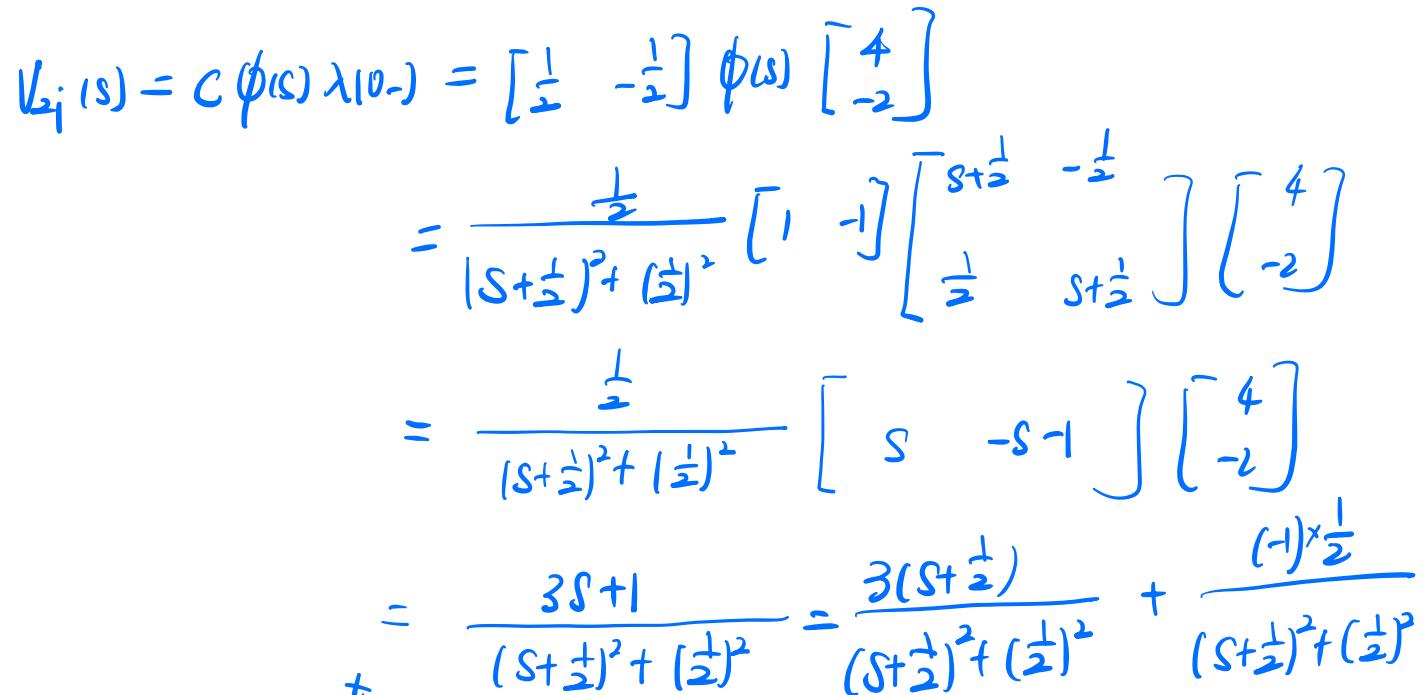 V₂ᵢ(s) = C φ(s) λ(0-) = [1/2 -1/2] φ(s) [4; -2]
= (1/2)/((s+1/2)²+(1/2)²) [1 -1] [s+1/2 -1/2; 1/2 s+1/2] [4; -2]
= (1/2)/((s+1/2)²+(1/2)²) [s -s-1] [4; -2]
= (3s+1)/((s+1/2)²+(1/2)²) = 3(s+1/2)/((s+1/2)²+(1/2)²) + (-1)×1/2/((s+1/2)²+(1/2)²)